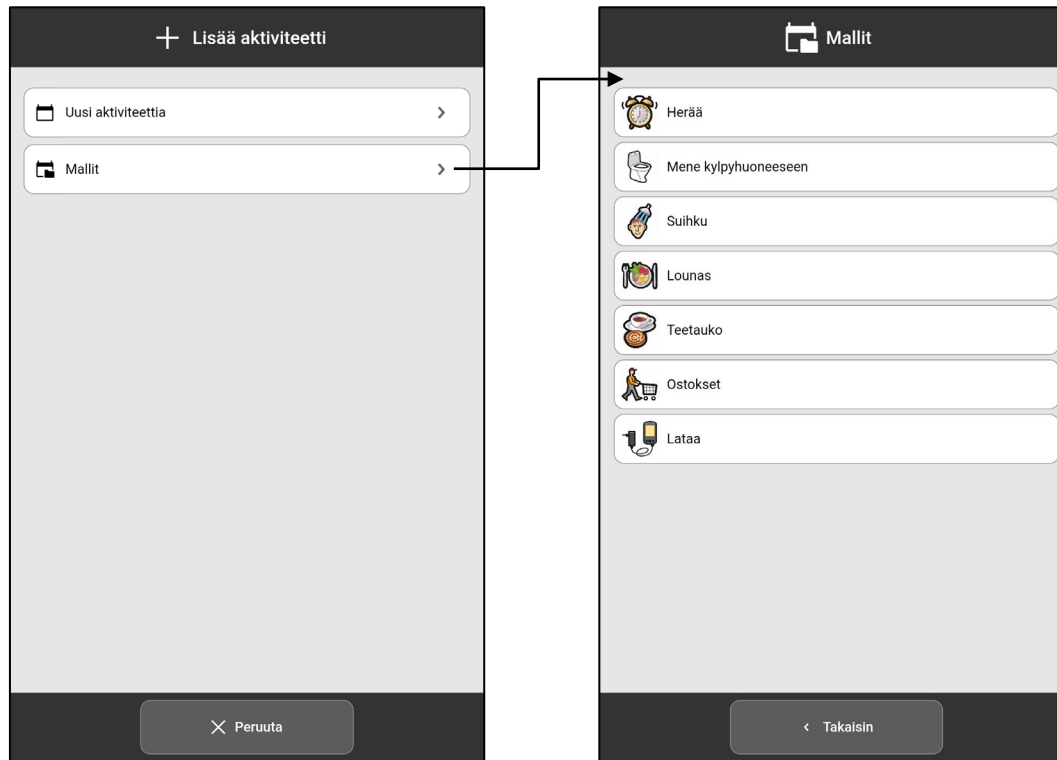 Lisää aktiviteetti
Uusi aktiviteettia
Mallit
Peruuta
Mallit
Herää
Mene kylpyhuoneeseen
Suihku
Lounas
Teetauko
Ostokset
Lataa
Takaisin